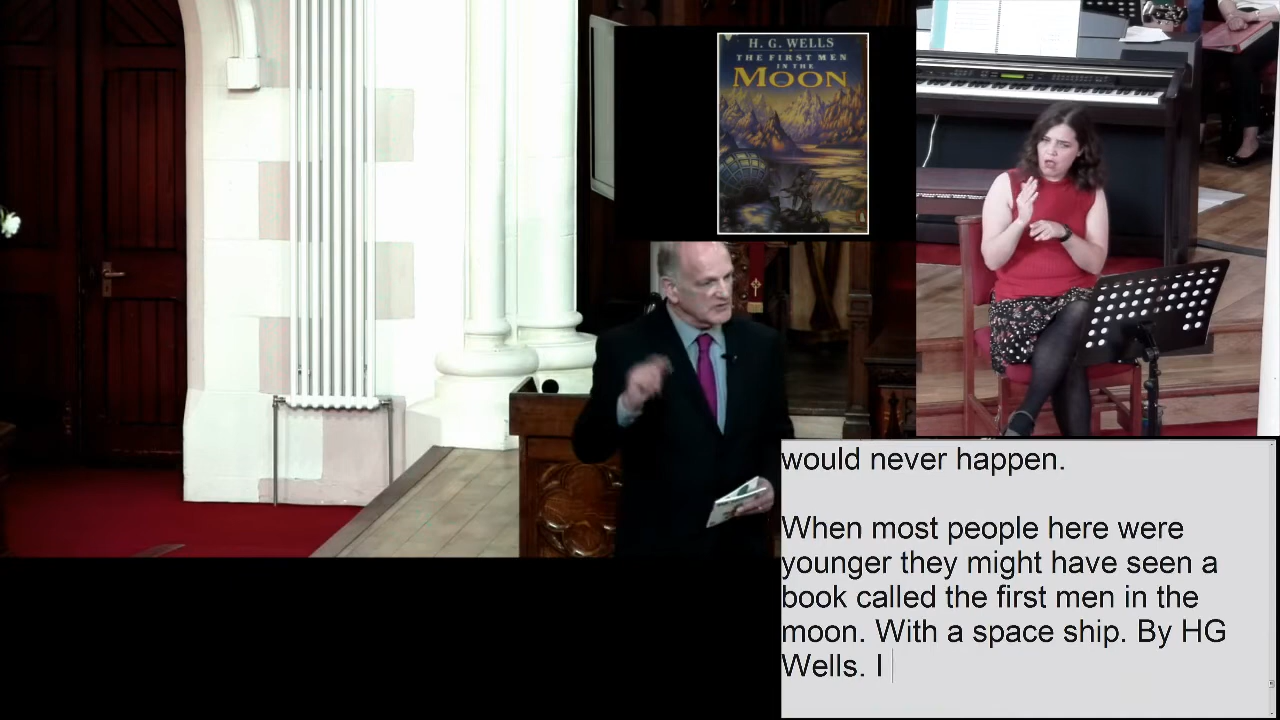 H. G. WELLS
THE FIRST MEN
IN THE
MOON
would never happen.
When most people here were
younger they might have seen a
book called the first men in the
moon. With a space ship. By HG
Wells. I